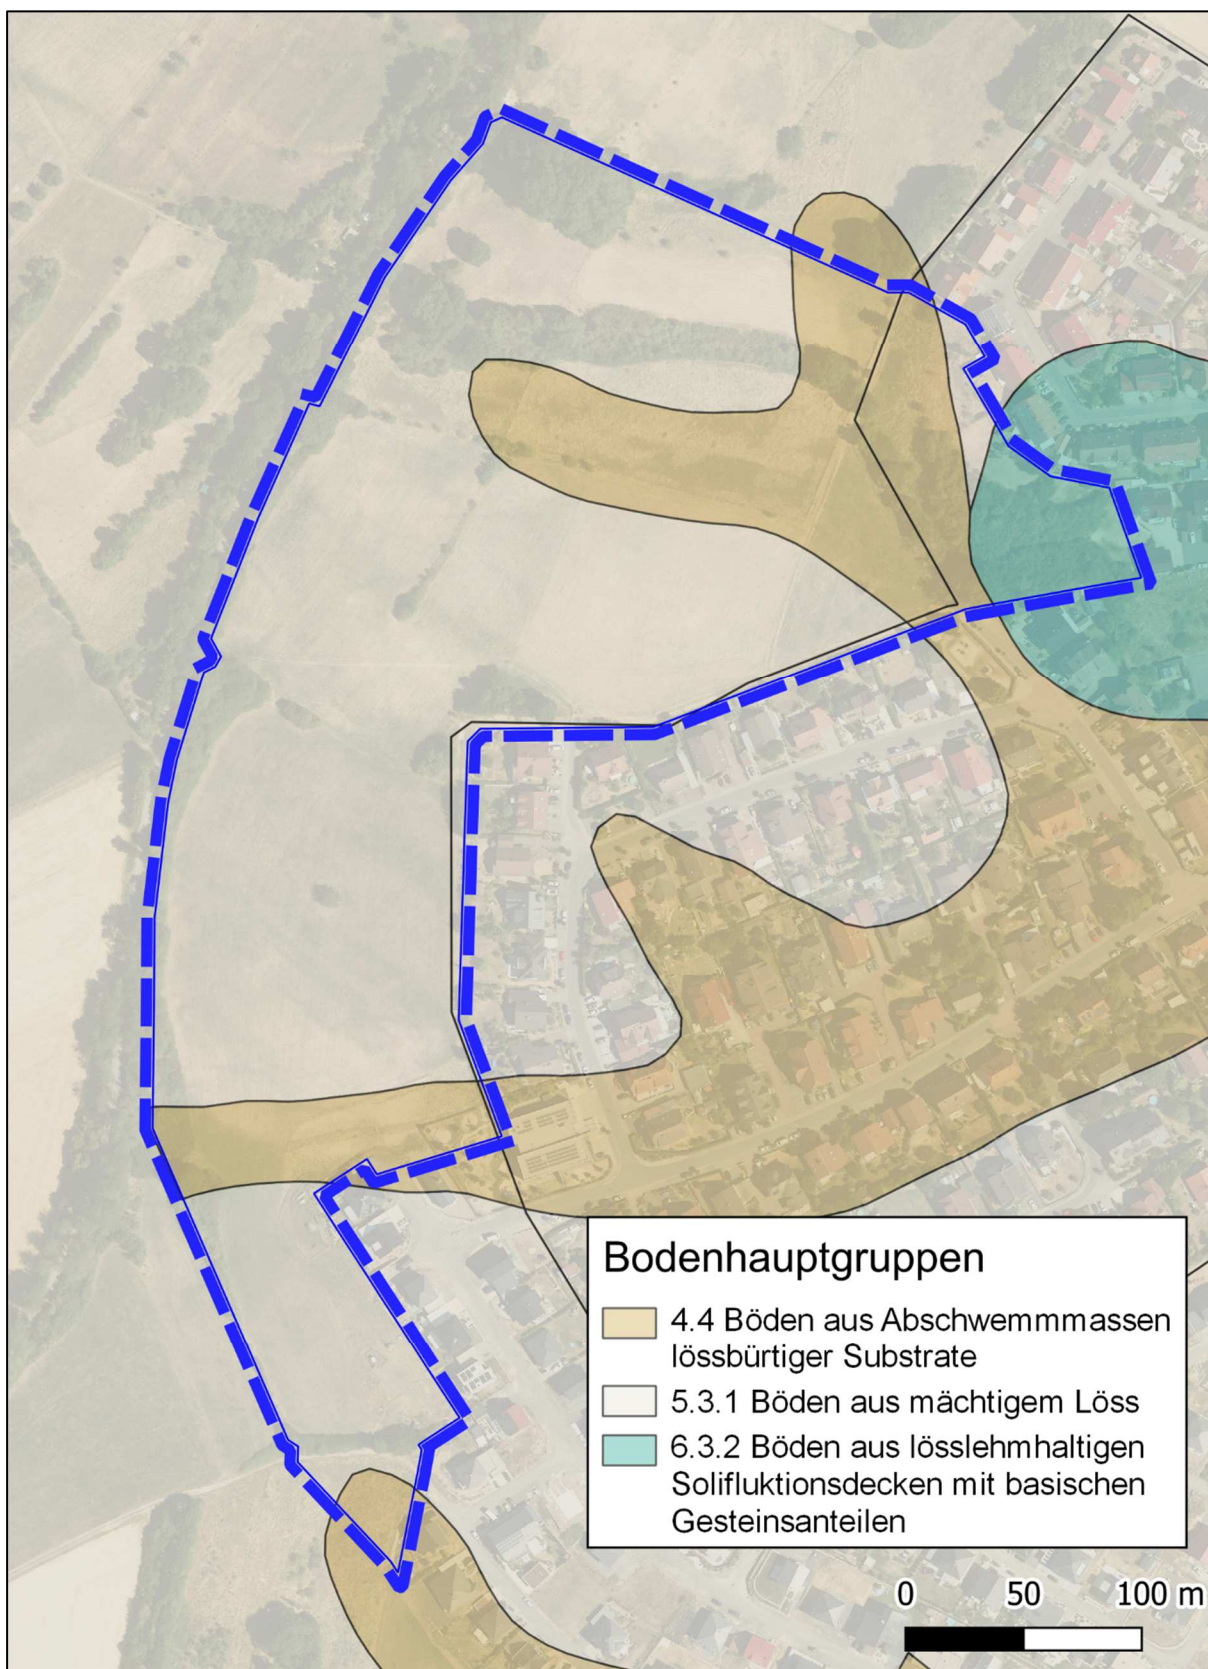 Bodenhauptgruppen
4.4 Böden aus Abschwemmmassen
lössbürtiger Substrate
5.3.1 Böden aus mächtigem Löss
6.3.2 Böden aus lösslehmhaltigen
Solifluktionsdecken mit basischen
Gesteinsanteilen
0 50 100 m